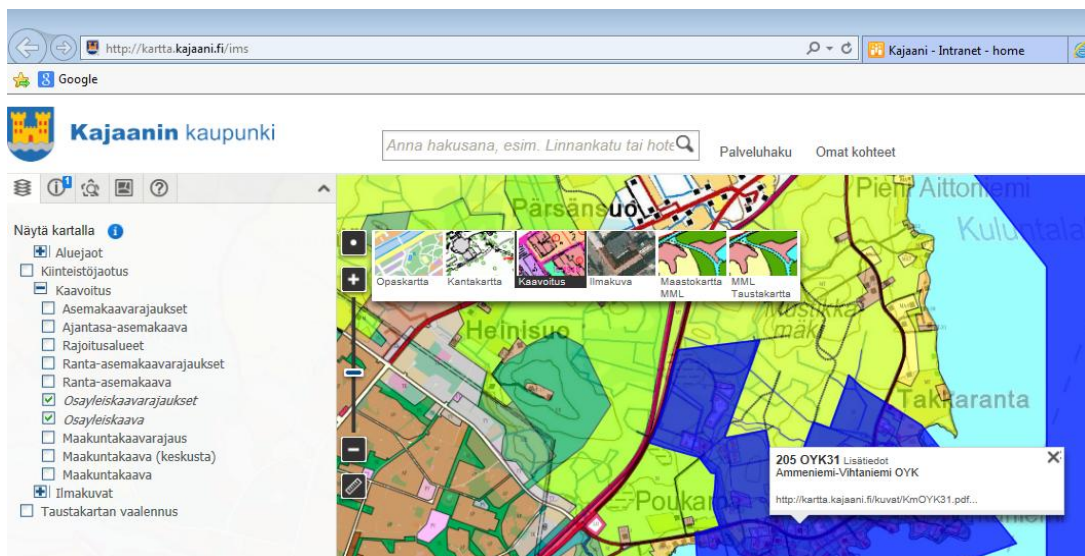 http://kartta.kajaani.fi/ims
Kajaani - Intranet - home
Google
Kajaanin kaupunki
Anna hakusana, esim. Linnankatu tai hote
Palveluhaku
Omat kohteet
Näytä kartalla
Aluejaot
Kiinteistöjaotus
Kaavoitus
Asemakaavarajaukset
Ajantasa-asemakaava
Rajoitusalueet
Ranta-asemakaavarajaukset
Ranta-asemakaava
Osayleiskaavarajaukset
Osayleiskaava
Maakuntakaavarajaus
Maakuntakaava (keskusta)
Maakuntakaava
Ilmakuvat
Taustakartan vaalennus
Pärsänsuo
Pieni Aittoniemi
Opaskartta
Kantakartta
Kaavoitus
Ilmakuva
Maastokartta
MML
MML
Taustakartta
Heinisuo
Mustikka
mäki
Takkaranta
205 OYK31 Lisätiedot
Ammeniemi-Vihtaniemi OYK
http://kartta.kajaani.fi/kuvat/KmOYK31.pdf...